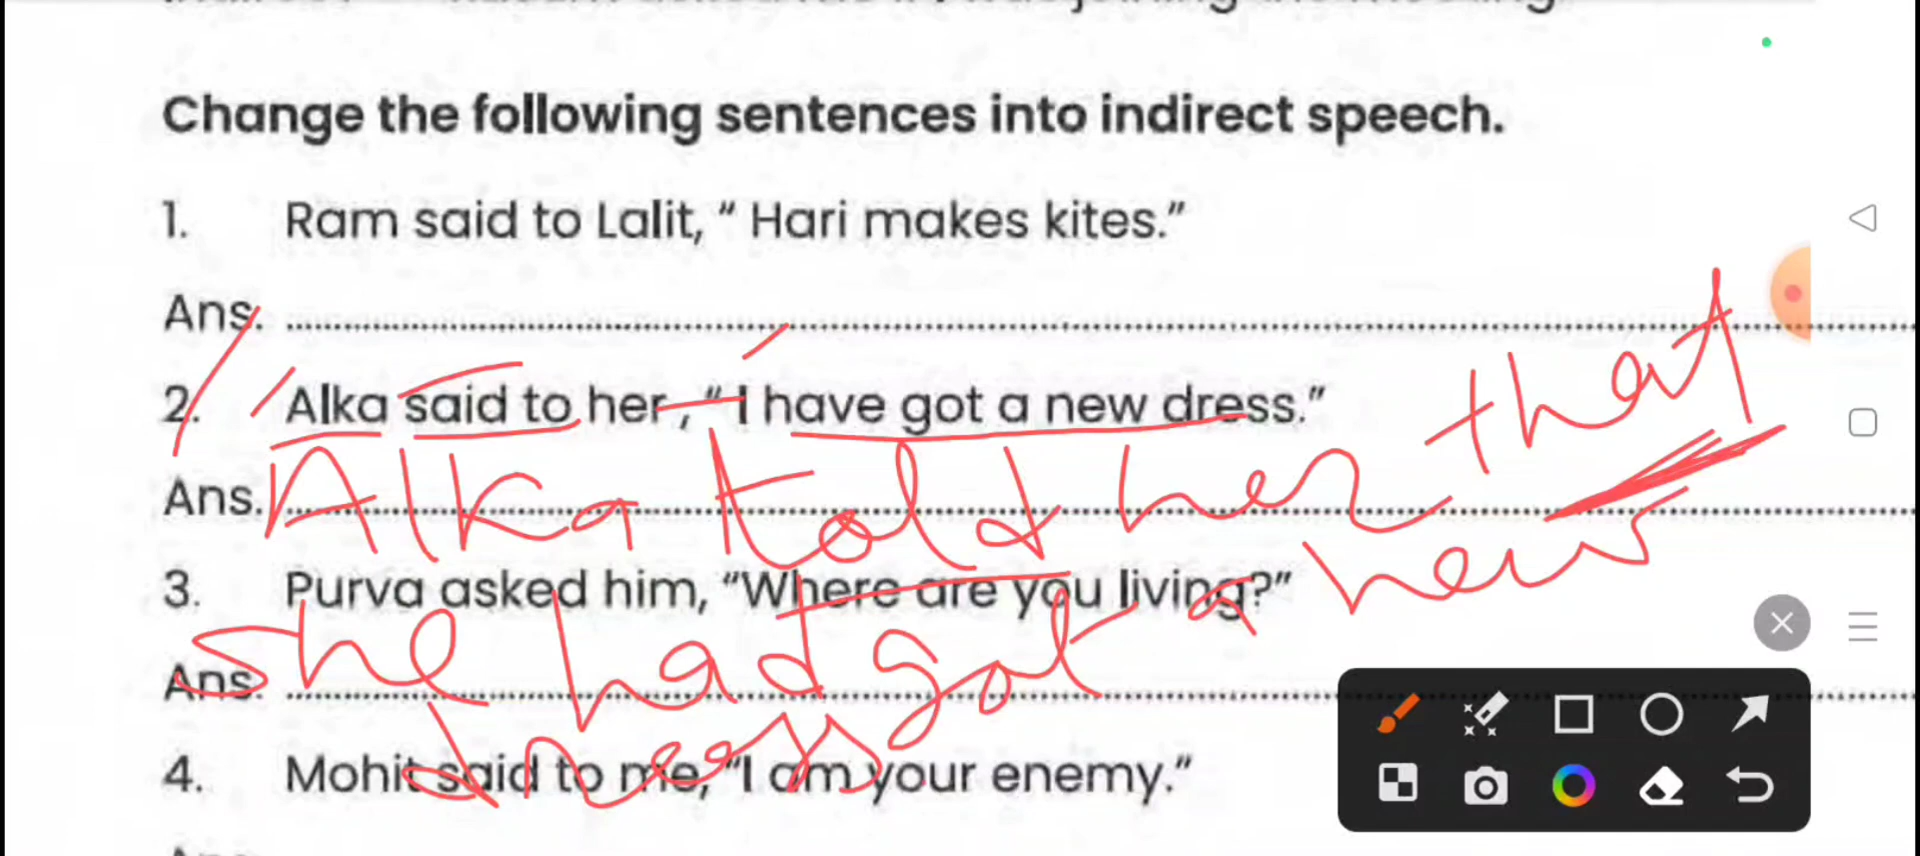 Change the following sentences into indirect speech.
1. Ram said to Lalit, “ Hari makes kites.”
Ans.
2. Alka said to her, “ I have got a new dress.”
that
Ans. Alka told her
3. Purva asked him, “Where are you living?”
she had got a new
Ans.
dress
4. Mohit said to me, “I am your enemy.”